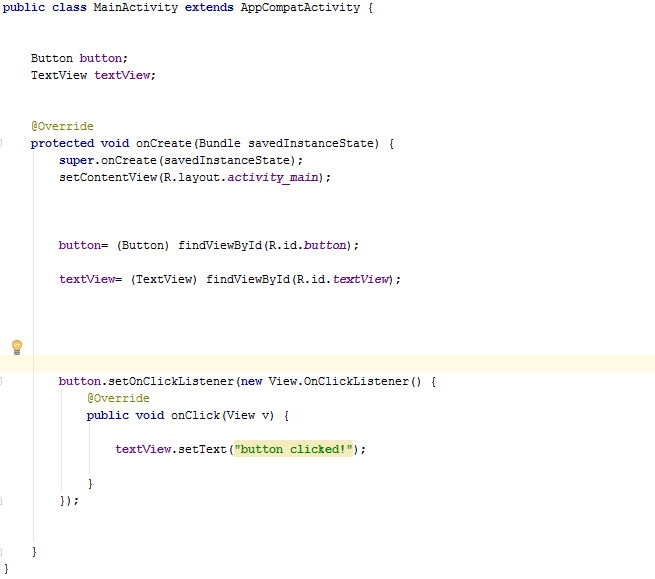 public class MainActivity extends AppCompatActivity {
Button button;
TextView textView;
@Override
protected void onCreate(Bundle savedInstanceState) {
super.onCreate(savedInstanceState);
setContentView(R.layout.activity_main);
button= (Button) findViewById(R.id.button);
textView= (TextView) findViewById(R.id.textView);
button.setOnClickListener(new View.OnClickListener() {
@Override
public void onClick(View v) {
textView.setText("button clicked!");
}
});
}
}